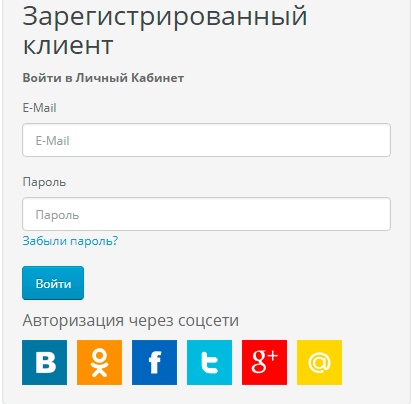 Зарегистрированный
клиент
Войти в Личный Кабинет
E-Mail
E-Mail
Пароль
Пароль
Забыли пароль?
Войти
Авторизация через соцсети
В f t g+ @